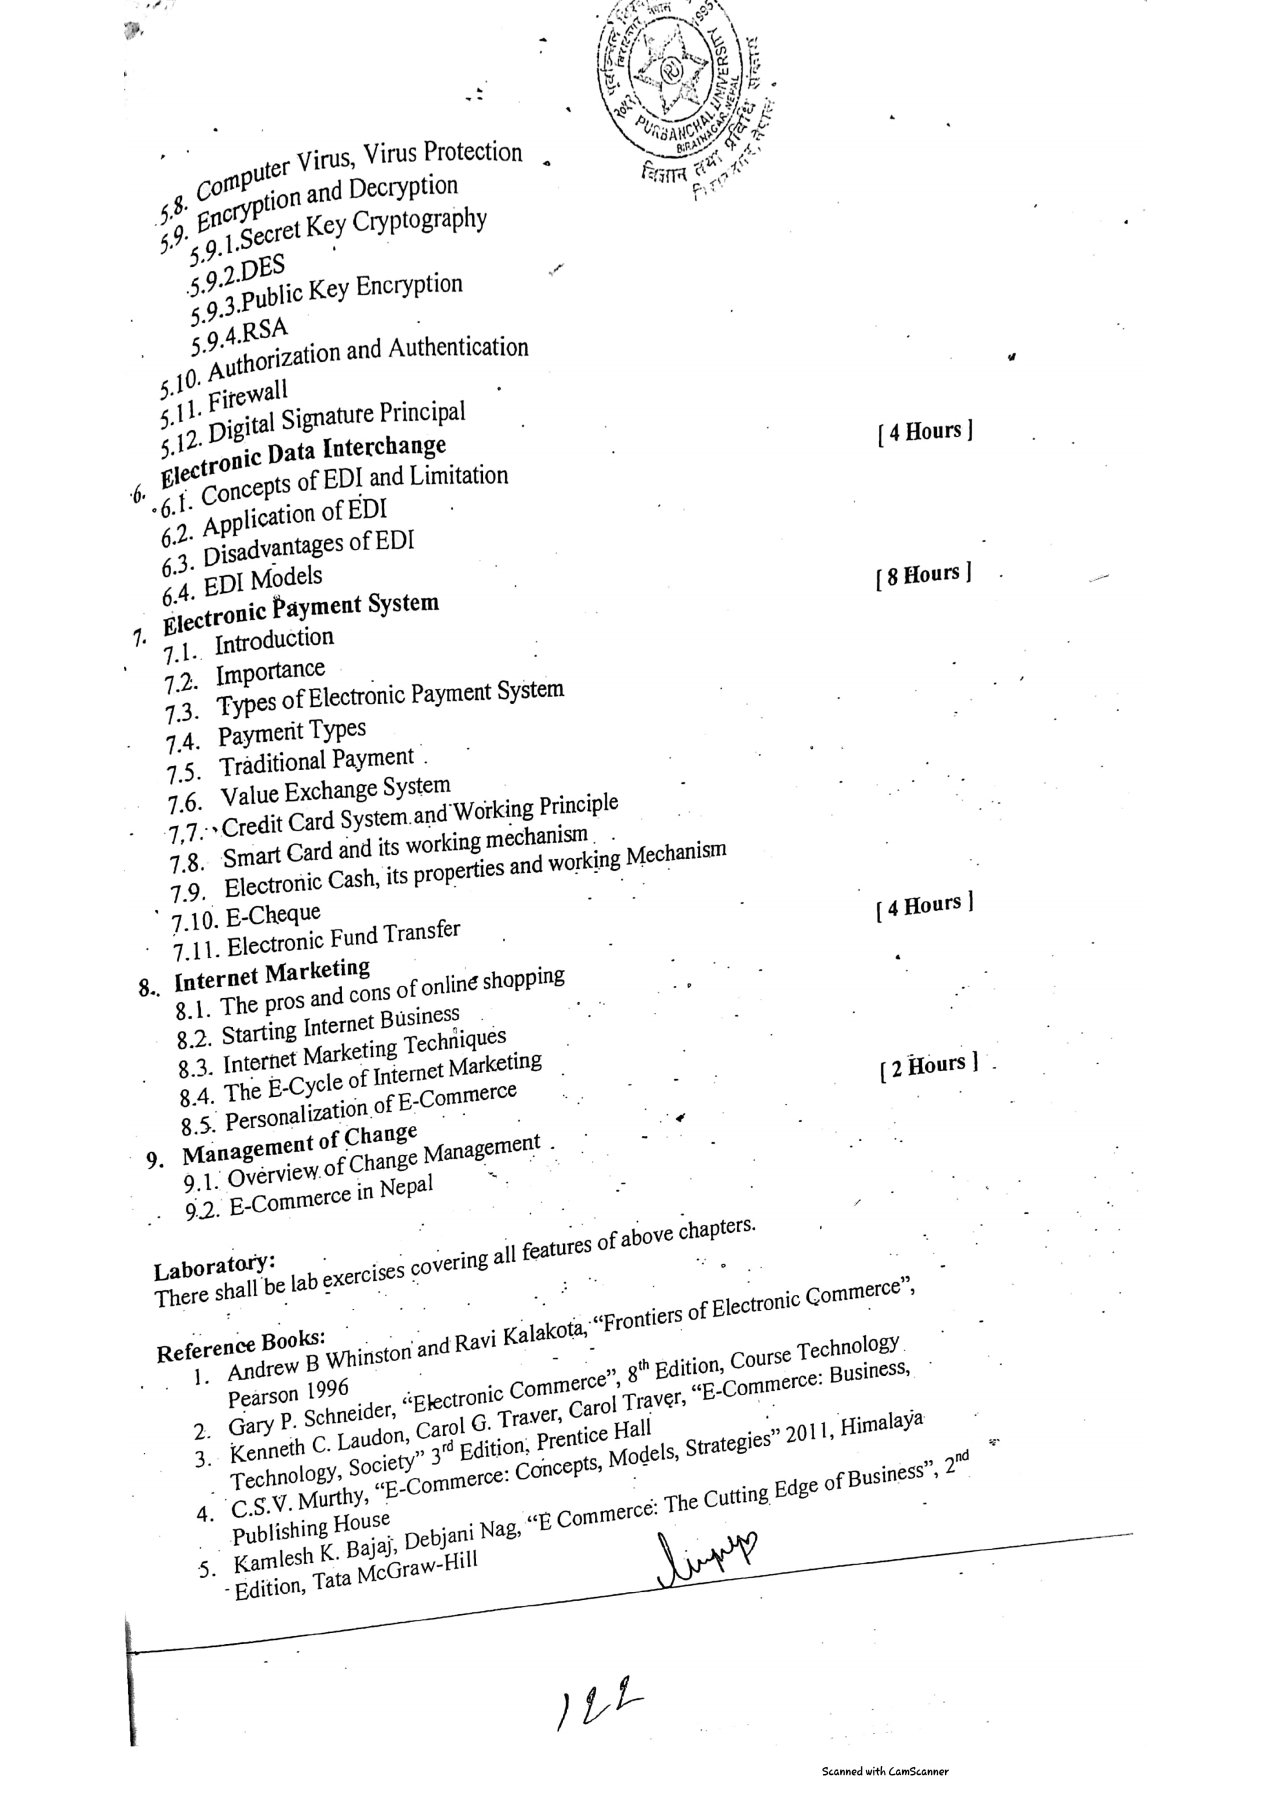 पूर्वाञ्चल
1995
२०५२
PURBANCHAL UNIVERSITY
BIRATNAGAR, NEPAL
विज्ञान तथा प्रविधि संकाय
5.8. Computer Virus, Virus Protection
5.9. Encryption and Decryption
5.9.1.Secret Key Cryptography
5.9.2.DES
5.9.3.Public Key Encryption
5.9.4.RSA
5.10. Authorization and Authentication
5.11. Firewall
5.12. Digital Signature Principal
6. Electronic Data Interchange [ 4 Hours ]
6.1. Concepts of EDI and Limitation
6.2. Application of EDI
6.3. Disadvantages of EDI
6.4. EDI Models
7. Electronic Payment System [ 8 Hours ]
7.1. Introduction
7.2. Importance
7.3. Types of Electronic Payment System
7.4. Payment Types
7.5. Traditional Payment
7.6. Value Exchange System
7,7. Credit Card System and Working Principle
7.8. Smart Card and its working mechanism
7.9. Electronic Cash, its properties and working Mechanism
7.10. E-Cheque
7.11. Electronic Fund Transfer
8. Internet Marketing [ 4 Hours ]
8.1. The pros and cons of online shopping
8.2. Starting Internet Business
8.3. Internet Marketing Techniques
8.4. The E-Cycle of Internet Marketing
8.5. Personalization of E-Commerce
9. Management of Change [ 2 Hours ]
9.1. Overview of Change Management
9.2. E-Commerce in Nepal
Laboratory:
There shall be lab exercises covering all features of above chapters.
Reference Books:
1. Andrew B Whinston and Ravi Kalakota, “Frontiers of Electronic Commerce”,
Pearson 1996
2. Gary P. Schneider, “Electronic Commerce”, 8th Edition, Course Technology
3. Kenneth C. Laudon, Carol G. Traver, Carol Traver, “E-Commerce: Business,
Technology, Society” 3rd Edition, Prentice Hall
4. C.S.V. Murthy, “E-Commerce: Concepts, Models, Strategies” 2011, Himalaya
Publishing House
5. Kamlesh K. Bajaj, Debjani Nag, “E Commerce: The Cutting Edge of Business”, 2nd
Edition, Tata McGraw-Hill
122
Scanned with CamScanner